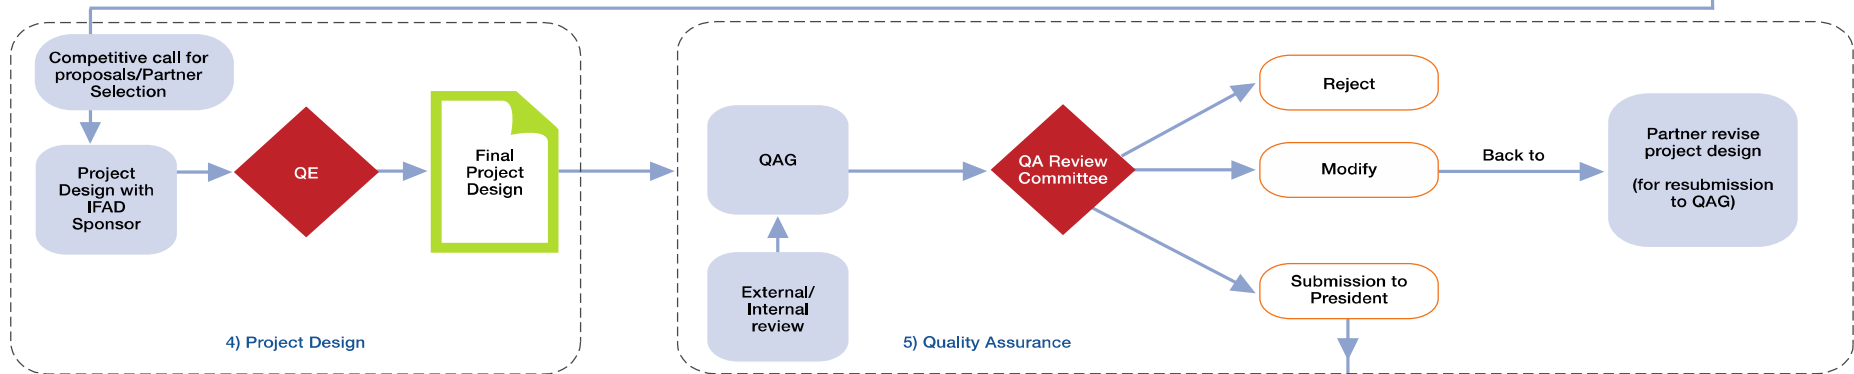 Competitive call for
proposals/Partner
Selection
Project
Design with
IFAD
Sponsor
QE
Final
Project
Design
4) Project Design
QAG
External/
Internal
review
QA Review
Committee
Reject
Modify
Submission to
President
Back to
Partner revise
project design
(for resubmission
to QAG)
5) Quality Assurance